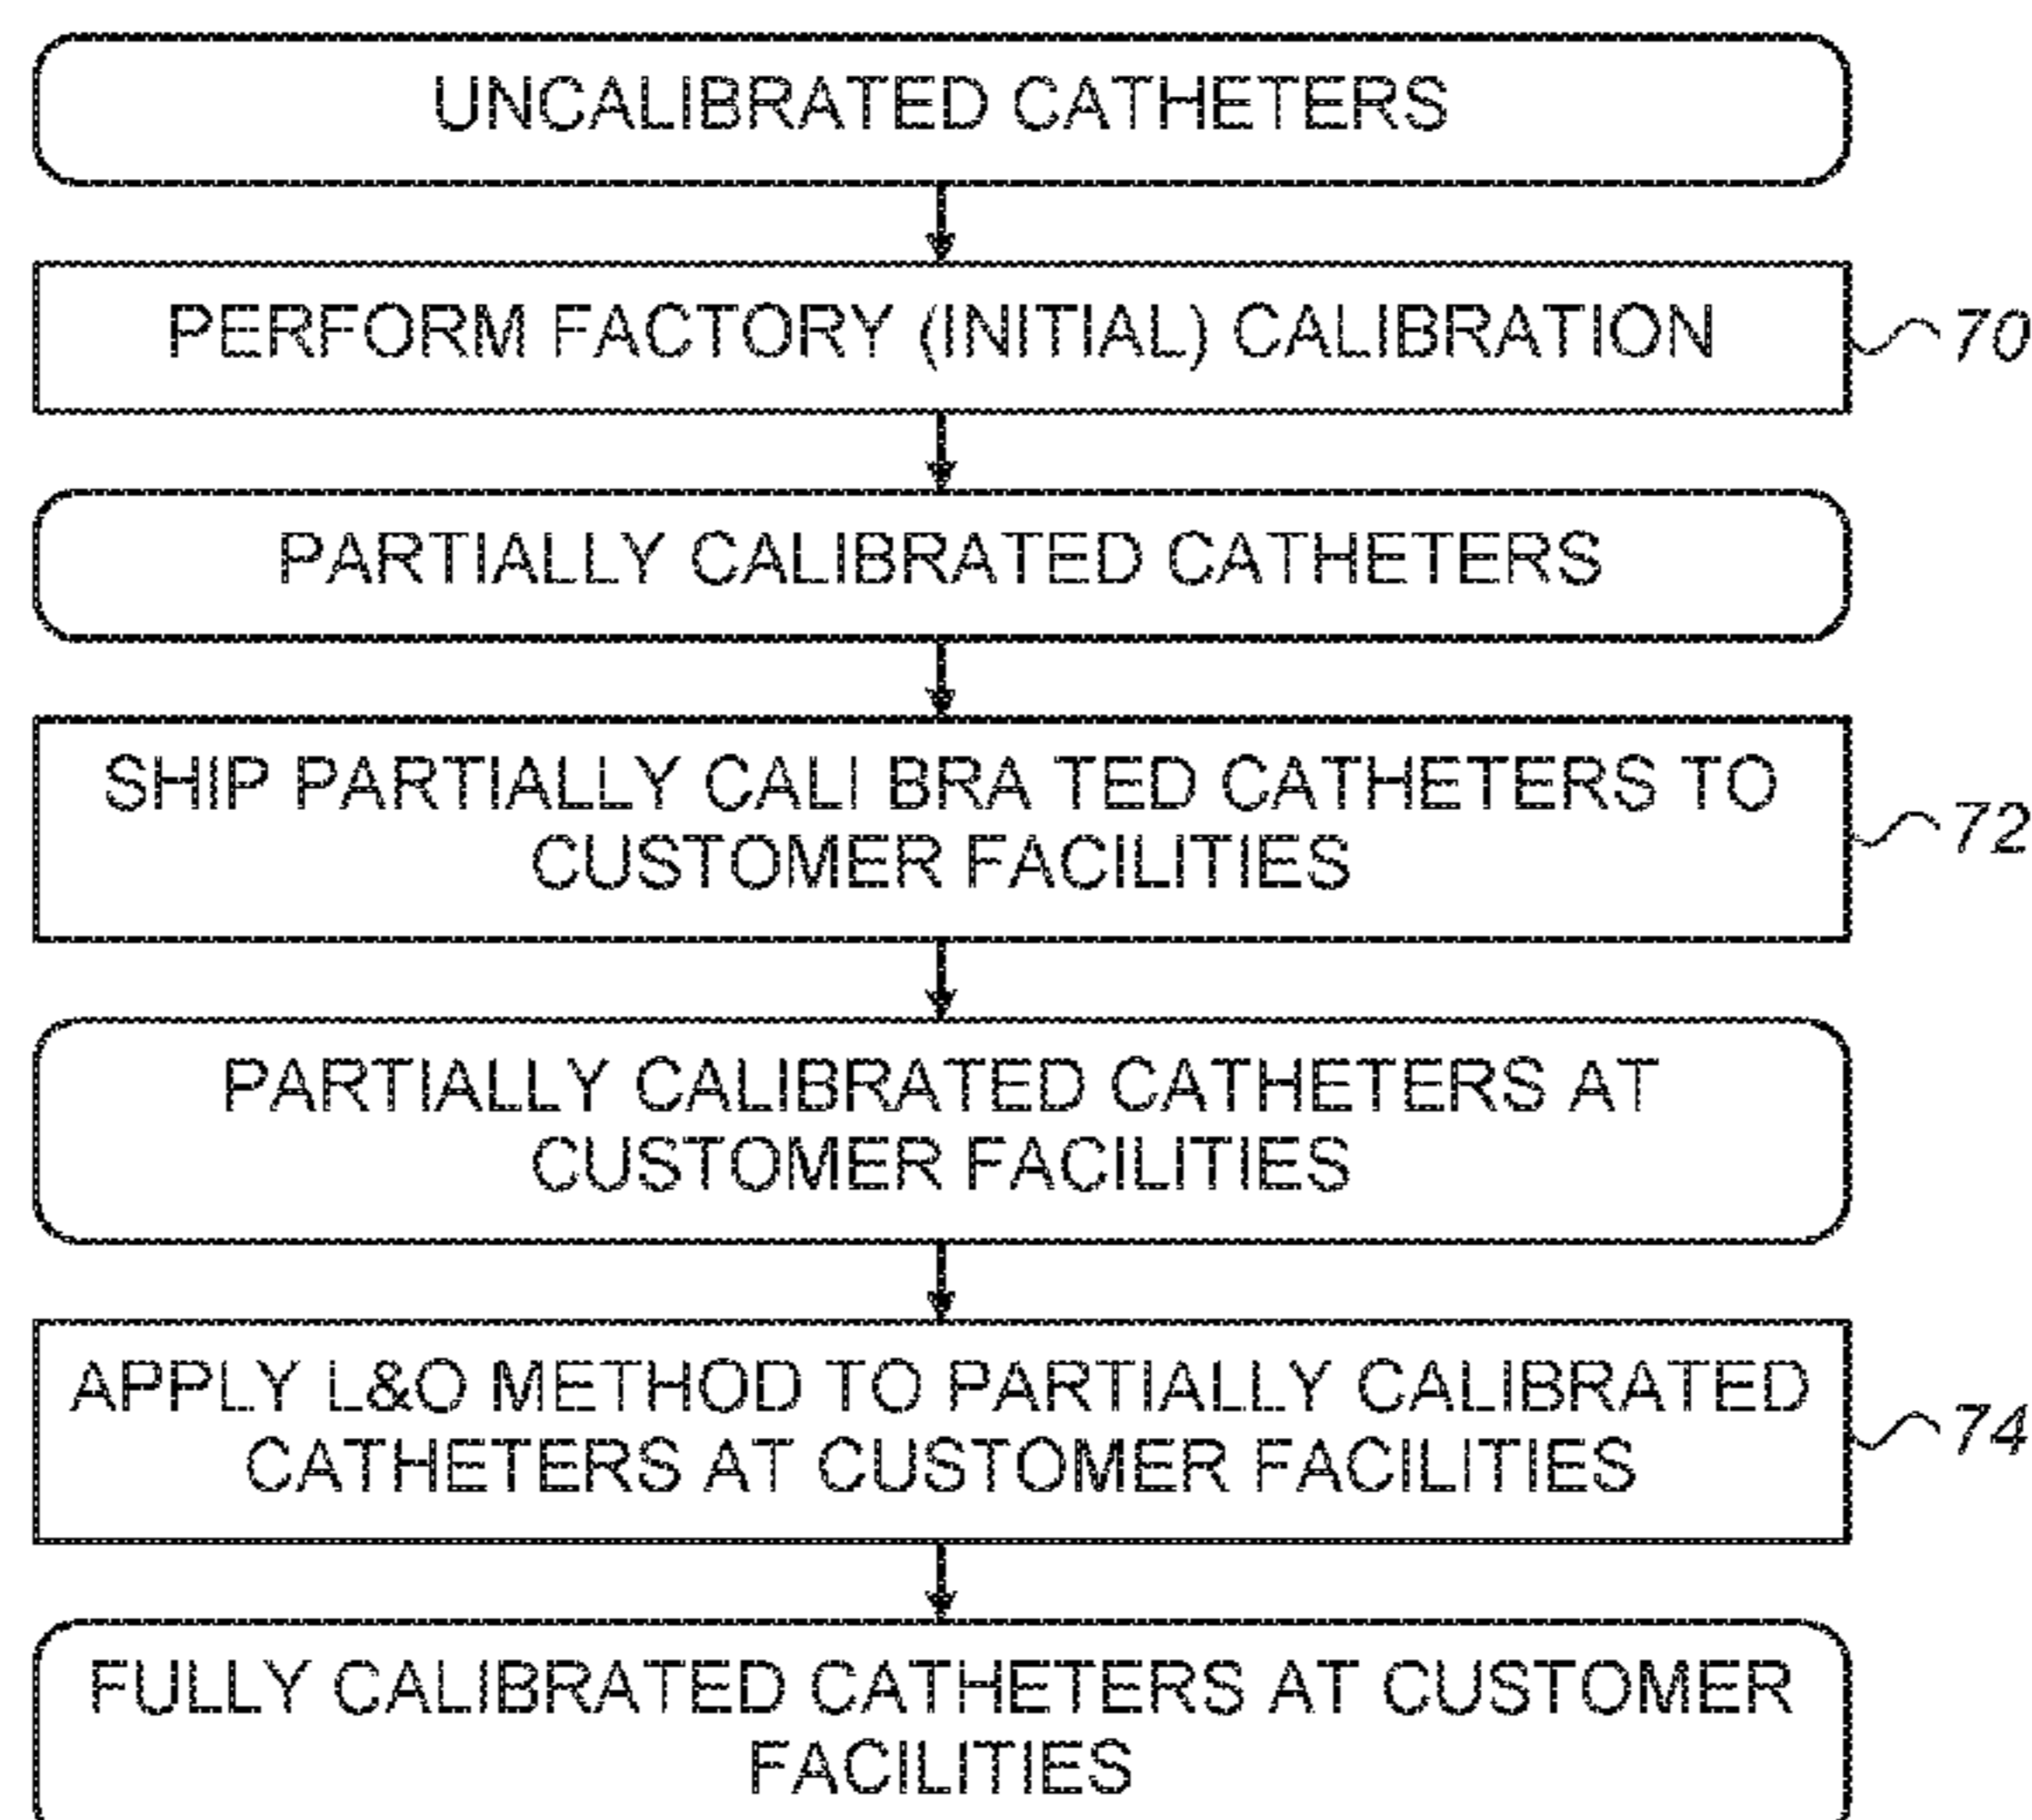 UNCALIBRATED CATHETERS
PERFORM FACTORY (INITIAL) CALIBRATION
70
PARTIALLY CALIBRATED CATHETERS
SHIP PARTIALLY CALI BRA TED CATHETERS TO
CUSTOMER FACILITIES
72
PARTIALLY CALIBRATED CATHETERS AT
CUSTOMER FACILITIES
APPLY L&O METHOD TO PARTIALLY CALIBRATED
CATHETERS AT CUSTOMER FACILITIES
74
FULLY CALIBRATED CATHETERS AT CUSTOMER
FACILITIES